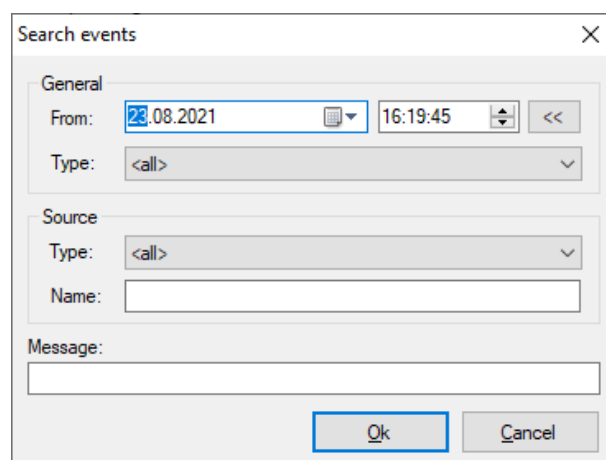 Search events
General
From: 23.08.2021 16:19:45 <<
Type: <all>
Source
Type: <all>
Name:
Message:
Ok Cancel